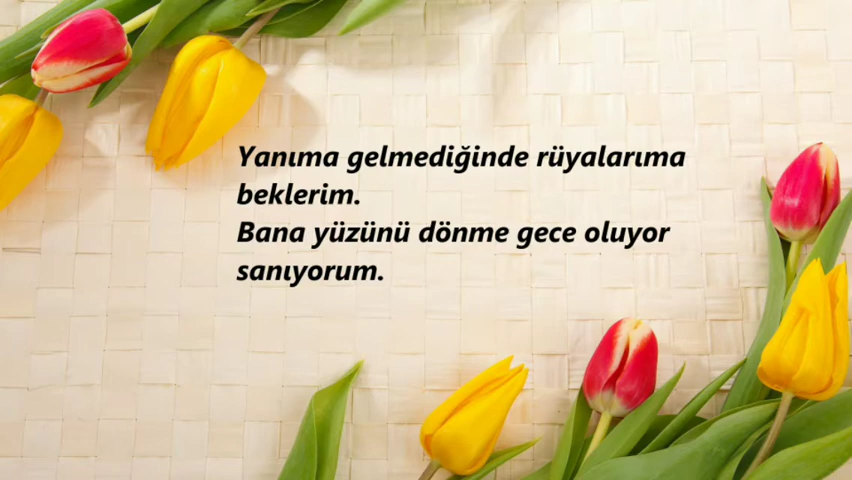 Yanıma gelmediğinde rüyalarıma
beklerim.
Bana yüzünü dönme gece oluyor
sanıyorum.